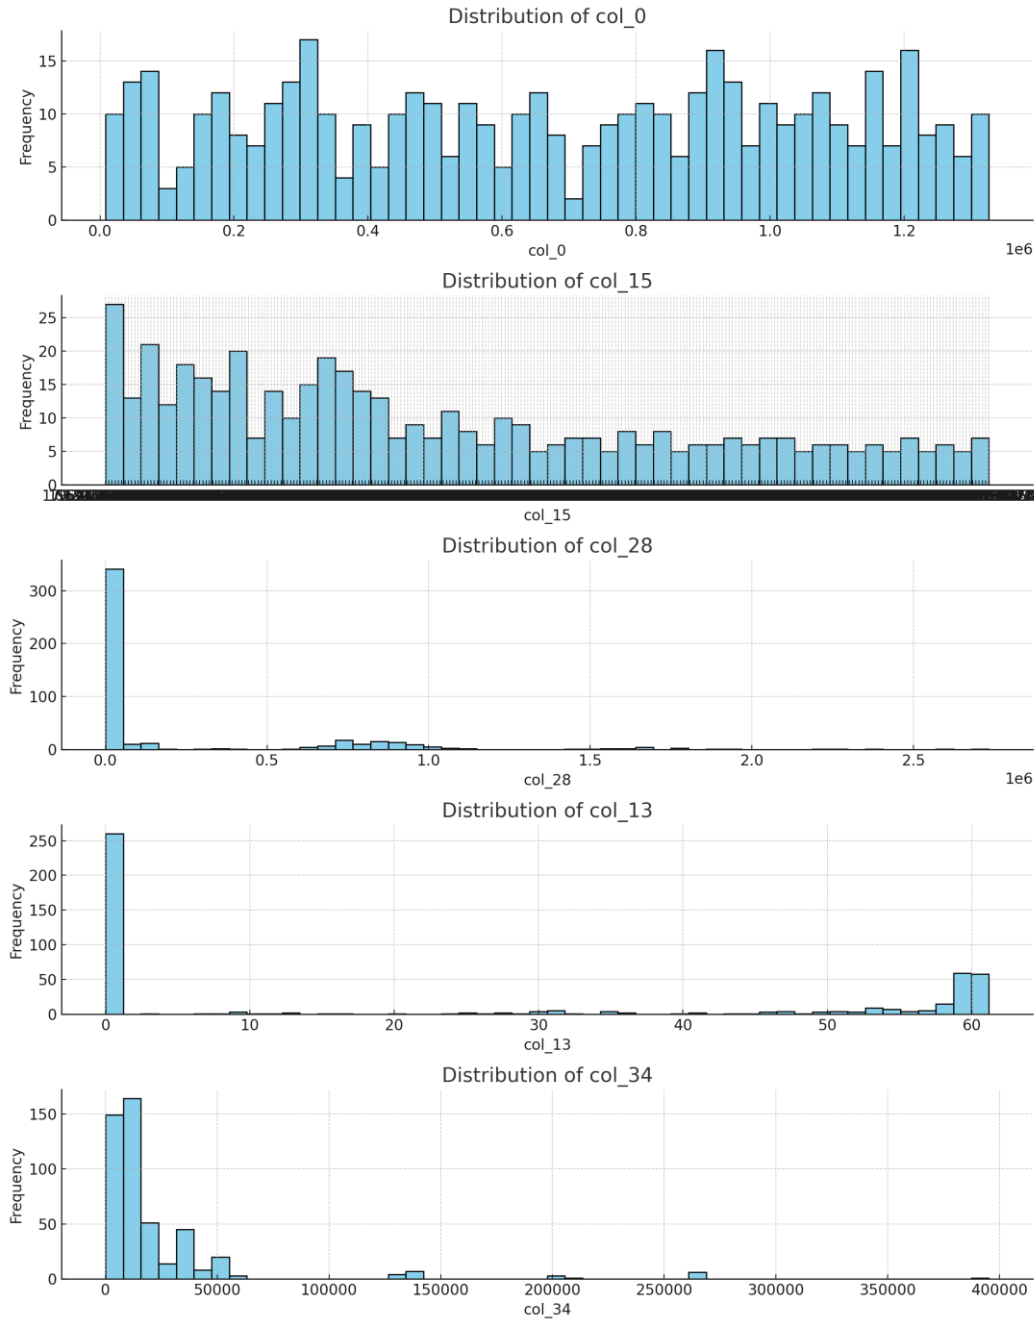 Distribution of col_0
Frequency
15
10
5
0
0.0 0.2 0.4 0.6 0.8 1.0 1.2
col_0
1e6
Distribution of col_15
Frequency
25
20
15
10
5
0
col_15
Distribution of col_28
Frequency
300
200
100
0
0.0 0.5 1.0 1.5 2.0 2.5
col_28
1e6
Distribution of col_13
Frequency
250
200
150
100
50
0
0 10 20 30 40 50 60
col_13
Distribution of col_34
Frequency
150
100
50
0
0 50000 100000 150000 200000 250000 300000 350000 400000
col_34